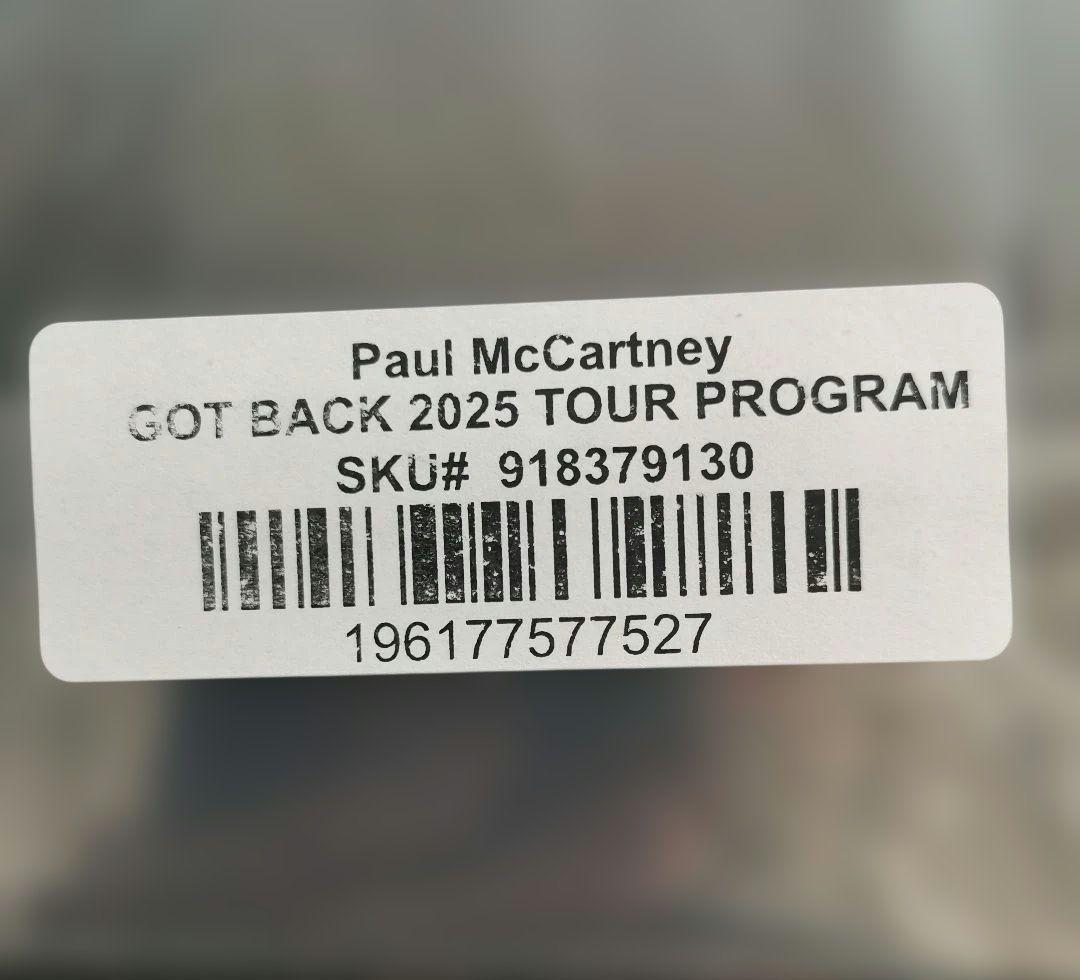 Paul McCartney
GOT BACK 2025 TOUR PROGRAM
SKU# 918379130
196177577527